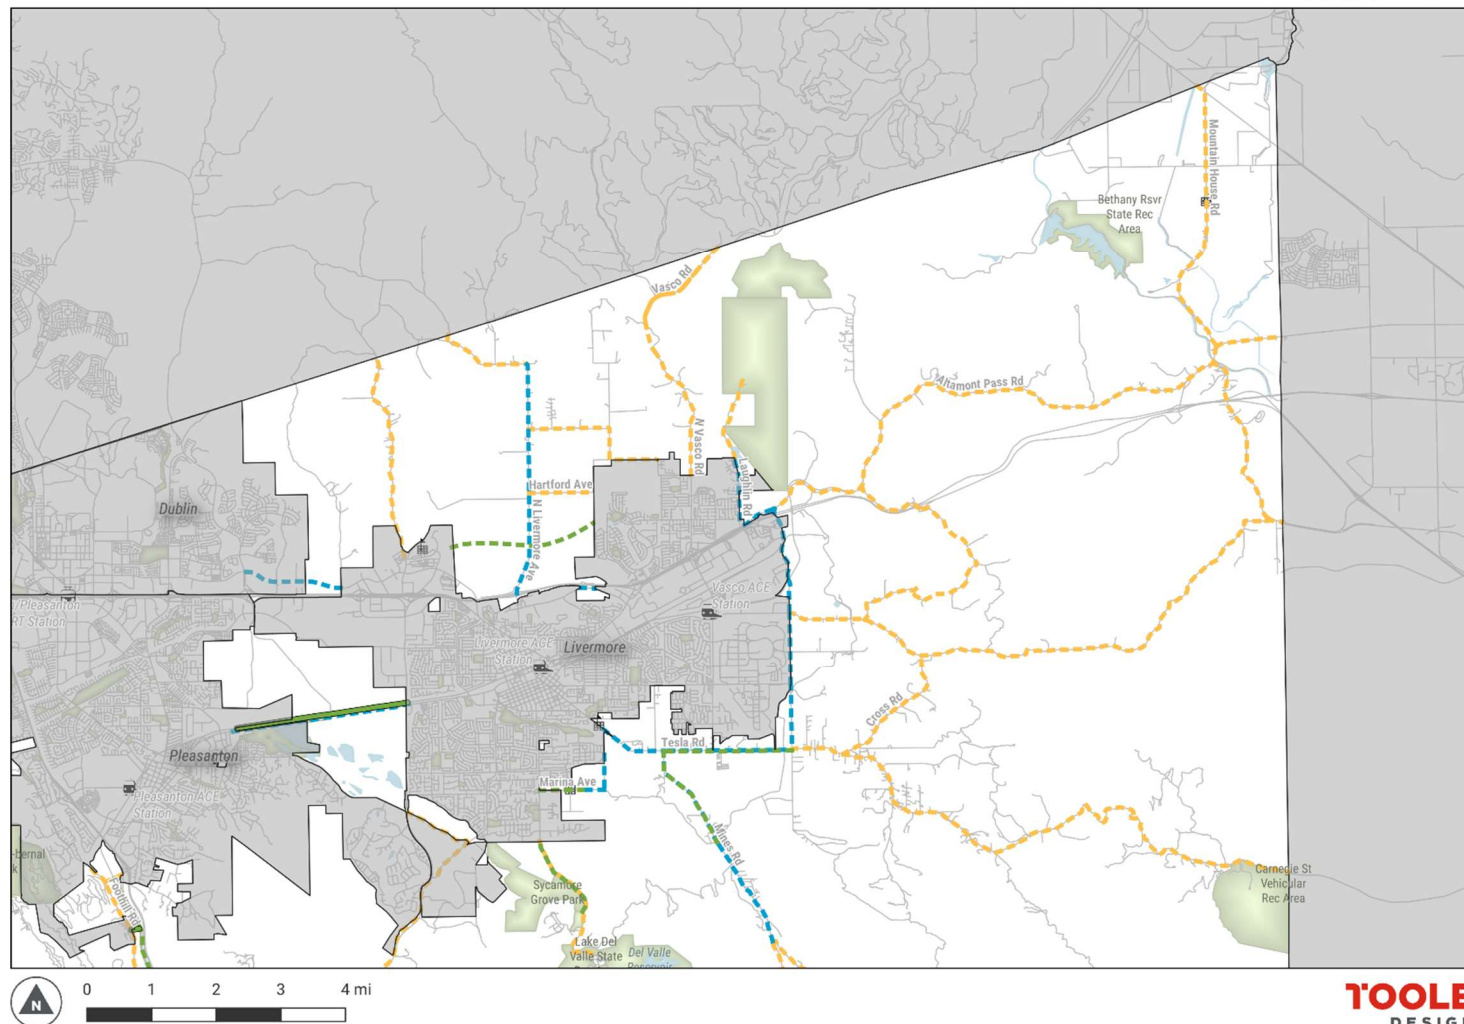 Mountain House Rd
Bethany Rsvr
State Rec
Area
Vasco Rd
Altamont Pass Rd
N Vasco Rd
Laughlin Rd
Hartford Ave
N Livermore Ave
Dublin
/Pleasanton
RT Station
Vasco ACE
Station
Livermore ACE
Station
Livermore
Cross Rd
Tesla Rd
Pleasanton
Marina Ave
Pleasanton ACE
Station
Mines Rd
-bernal
k
Foothill Rd
Sycamore
Grove Park
Carnegie St
Vehicular
Rec Area
Lake Del
Valle State
Del Valle
Reservoir
N
0 1 2 3 4 mi
TOOLE
DESIGN